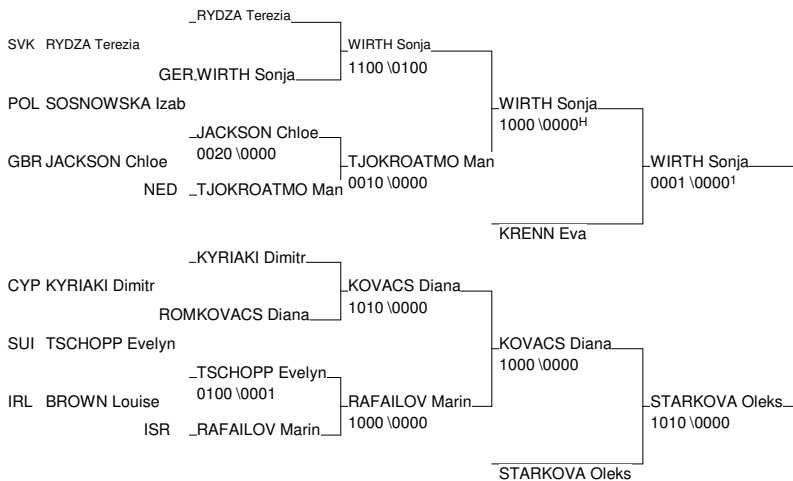 RYDZA Terezia
SVK RYDZA Terezia
WIRTH Sonja
GER WIRTH Sonja
1100 \0100
POL SOSNOWSKA Izab
WIRTH Sonja
1000 \0000H
JACKSON Chloe
0020 \0000
GBR JACKSON Chloe
TJOKROATMO Man
0010 \0000
WIRTH Sonja
0001 \0000¹
NED TJOKROATMO Man
KRENN Eva
KYRIAKI Dimitr
CYP KYRIAKI Dimitr
KOVACS Diana
1010 \0000
ROM KOVACS Diana
SUI TSCHOPP Evelyn
KOVACS Diana
1000 \0000
TSCHOPP Evelyn
0100 \0001
IRL BROWN Louise
RAFAILOV Marin
1000 \0000
STARKOVA Oleks
1010 \0000
ISR RAFAILOV Marin
STARKOVA Oleks